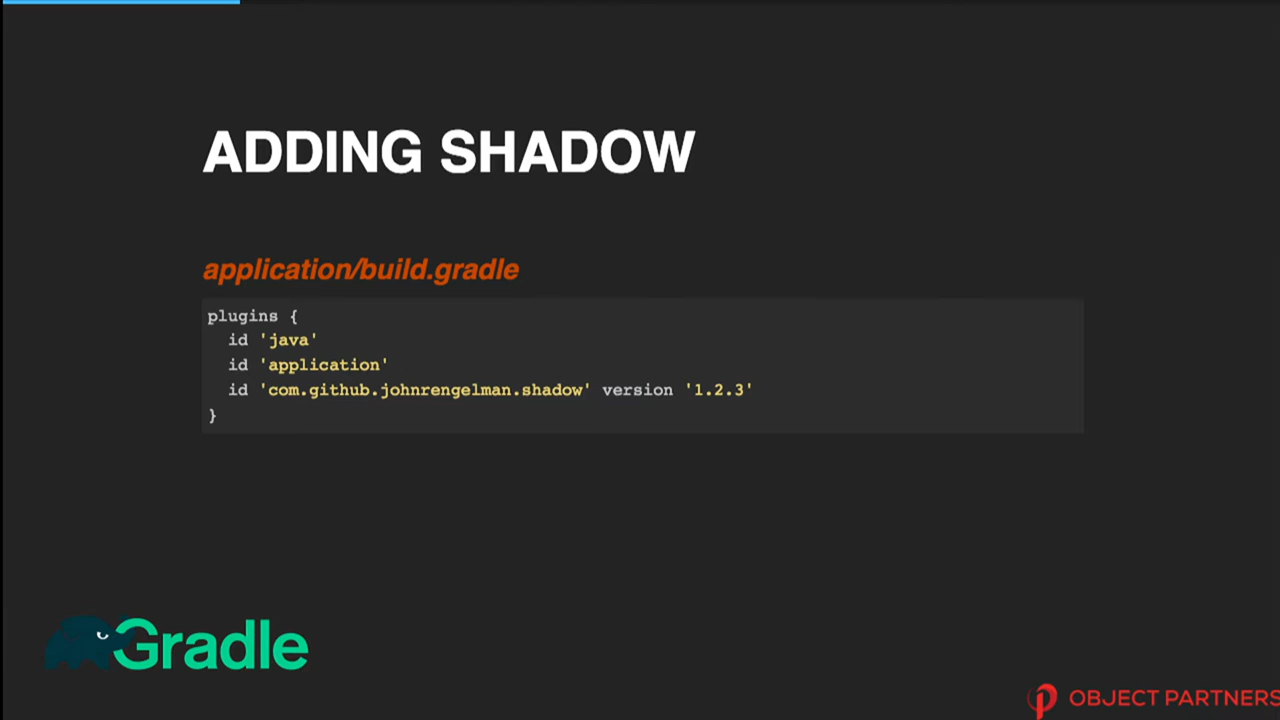 ADDING SHADOW
application/build.gradle
plugins {
  id 'java'
  id 'application'
  id 'com.github.johnrengelman.shadow' version '1.2.3'
}
Gradle
OBJECT PARTNERS